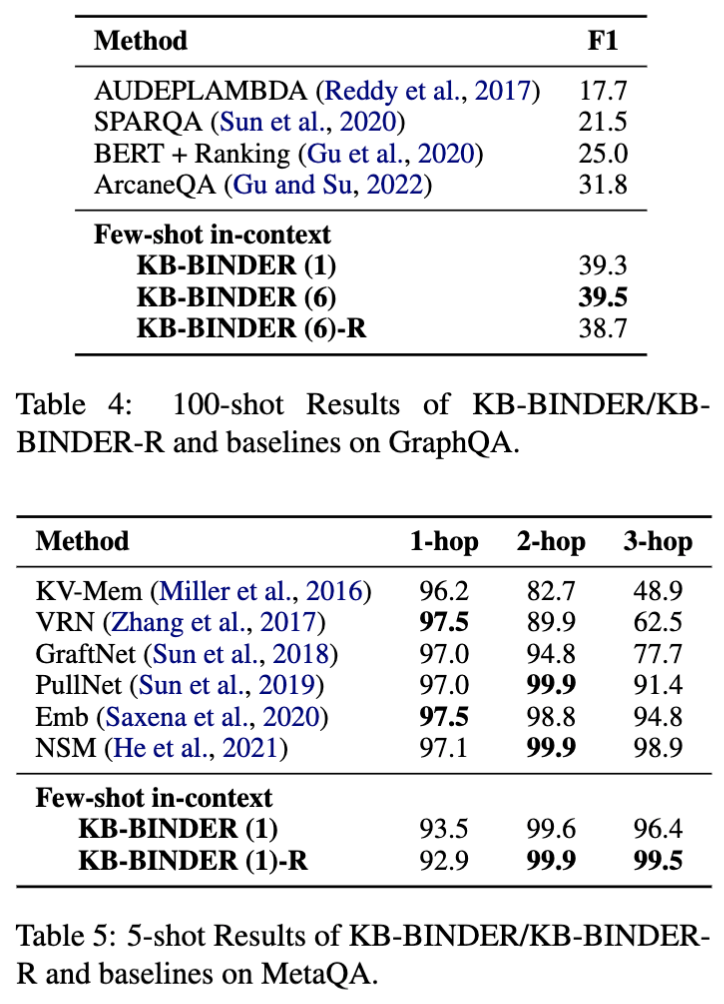 Method F1
AUDEPLAMBDA (Reddy et al., 2017) 17.7
SPARQA (Sun et al., 2020) 21.5
BERT + Ranking (Gu et al., 2020) 25.0
ArcaneQA (Gu and Su, 2022) 31.8
Few-shot in-context
KB-BINDER (1) 39.3
KB-BINDER (6) 39.5
KB-BINDER (6)-R 38.7
Table 4: 100-shot Results of KB-BINDER/KB-
BINDER-R and baselines on GraphQA.
Method 1-hop 2-hop 3-hop
KV-Mem (Miller et al., 2016) 96.2 82.7 48.9
VRN (Zhang et al., 2017) 97.5 89.9 62.5
GraftNet (Sun et al., 2018) 97.0 94.8 77.7
PullNet (Sun et al., 2019) 97.0 99.9 91.4
Emb (Saxena et al., 2020) 97.5 98.8 94.8
NSM (He et al., 2021) 97.1 99.9 98.9
Few-shot in-context
KB-BINDER (1) 93.5 99.6 96.4
KB-BINDER (1)-R 92.9 99.9 99.5
Table 5: 5-shot Results of KB-BINDER/KB-BINDER-
R and baselines on MetaQA.